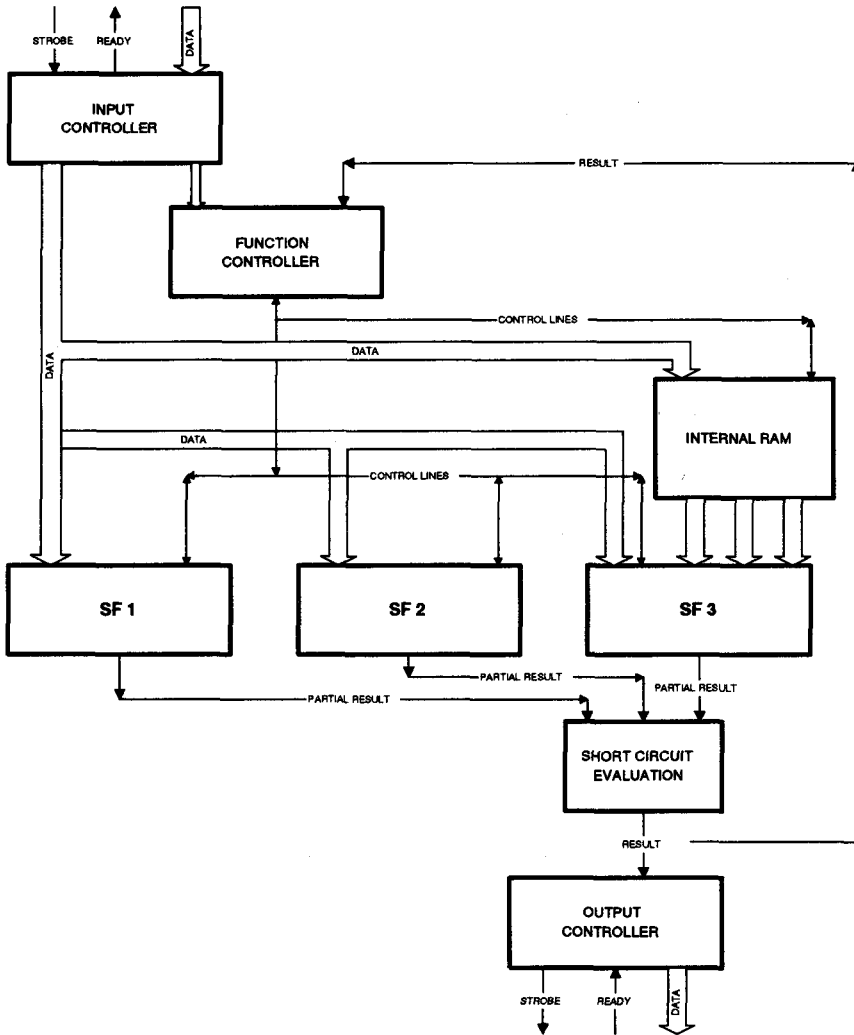 STROBE
READY
DATA
INPUT
CONTROLLER
RESULT
FUNCTION
CONTROLLER
CONTROL LINES
DATA
DATA
INTERNAL RAM
DATA
CONTROL LINES
SF 1
SF 2
SF 3
PARTIAL RESULT
PARTIAL RESULT
PARTIAL RESULT
SHORT CIRCUIT
EVALUATION
RESULT
OUTPUT
CONTROLLER
STROBE
READY
DATA